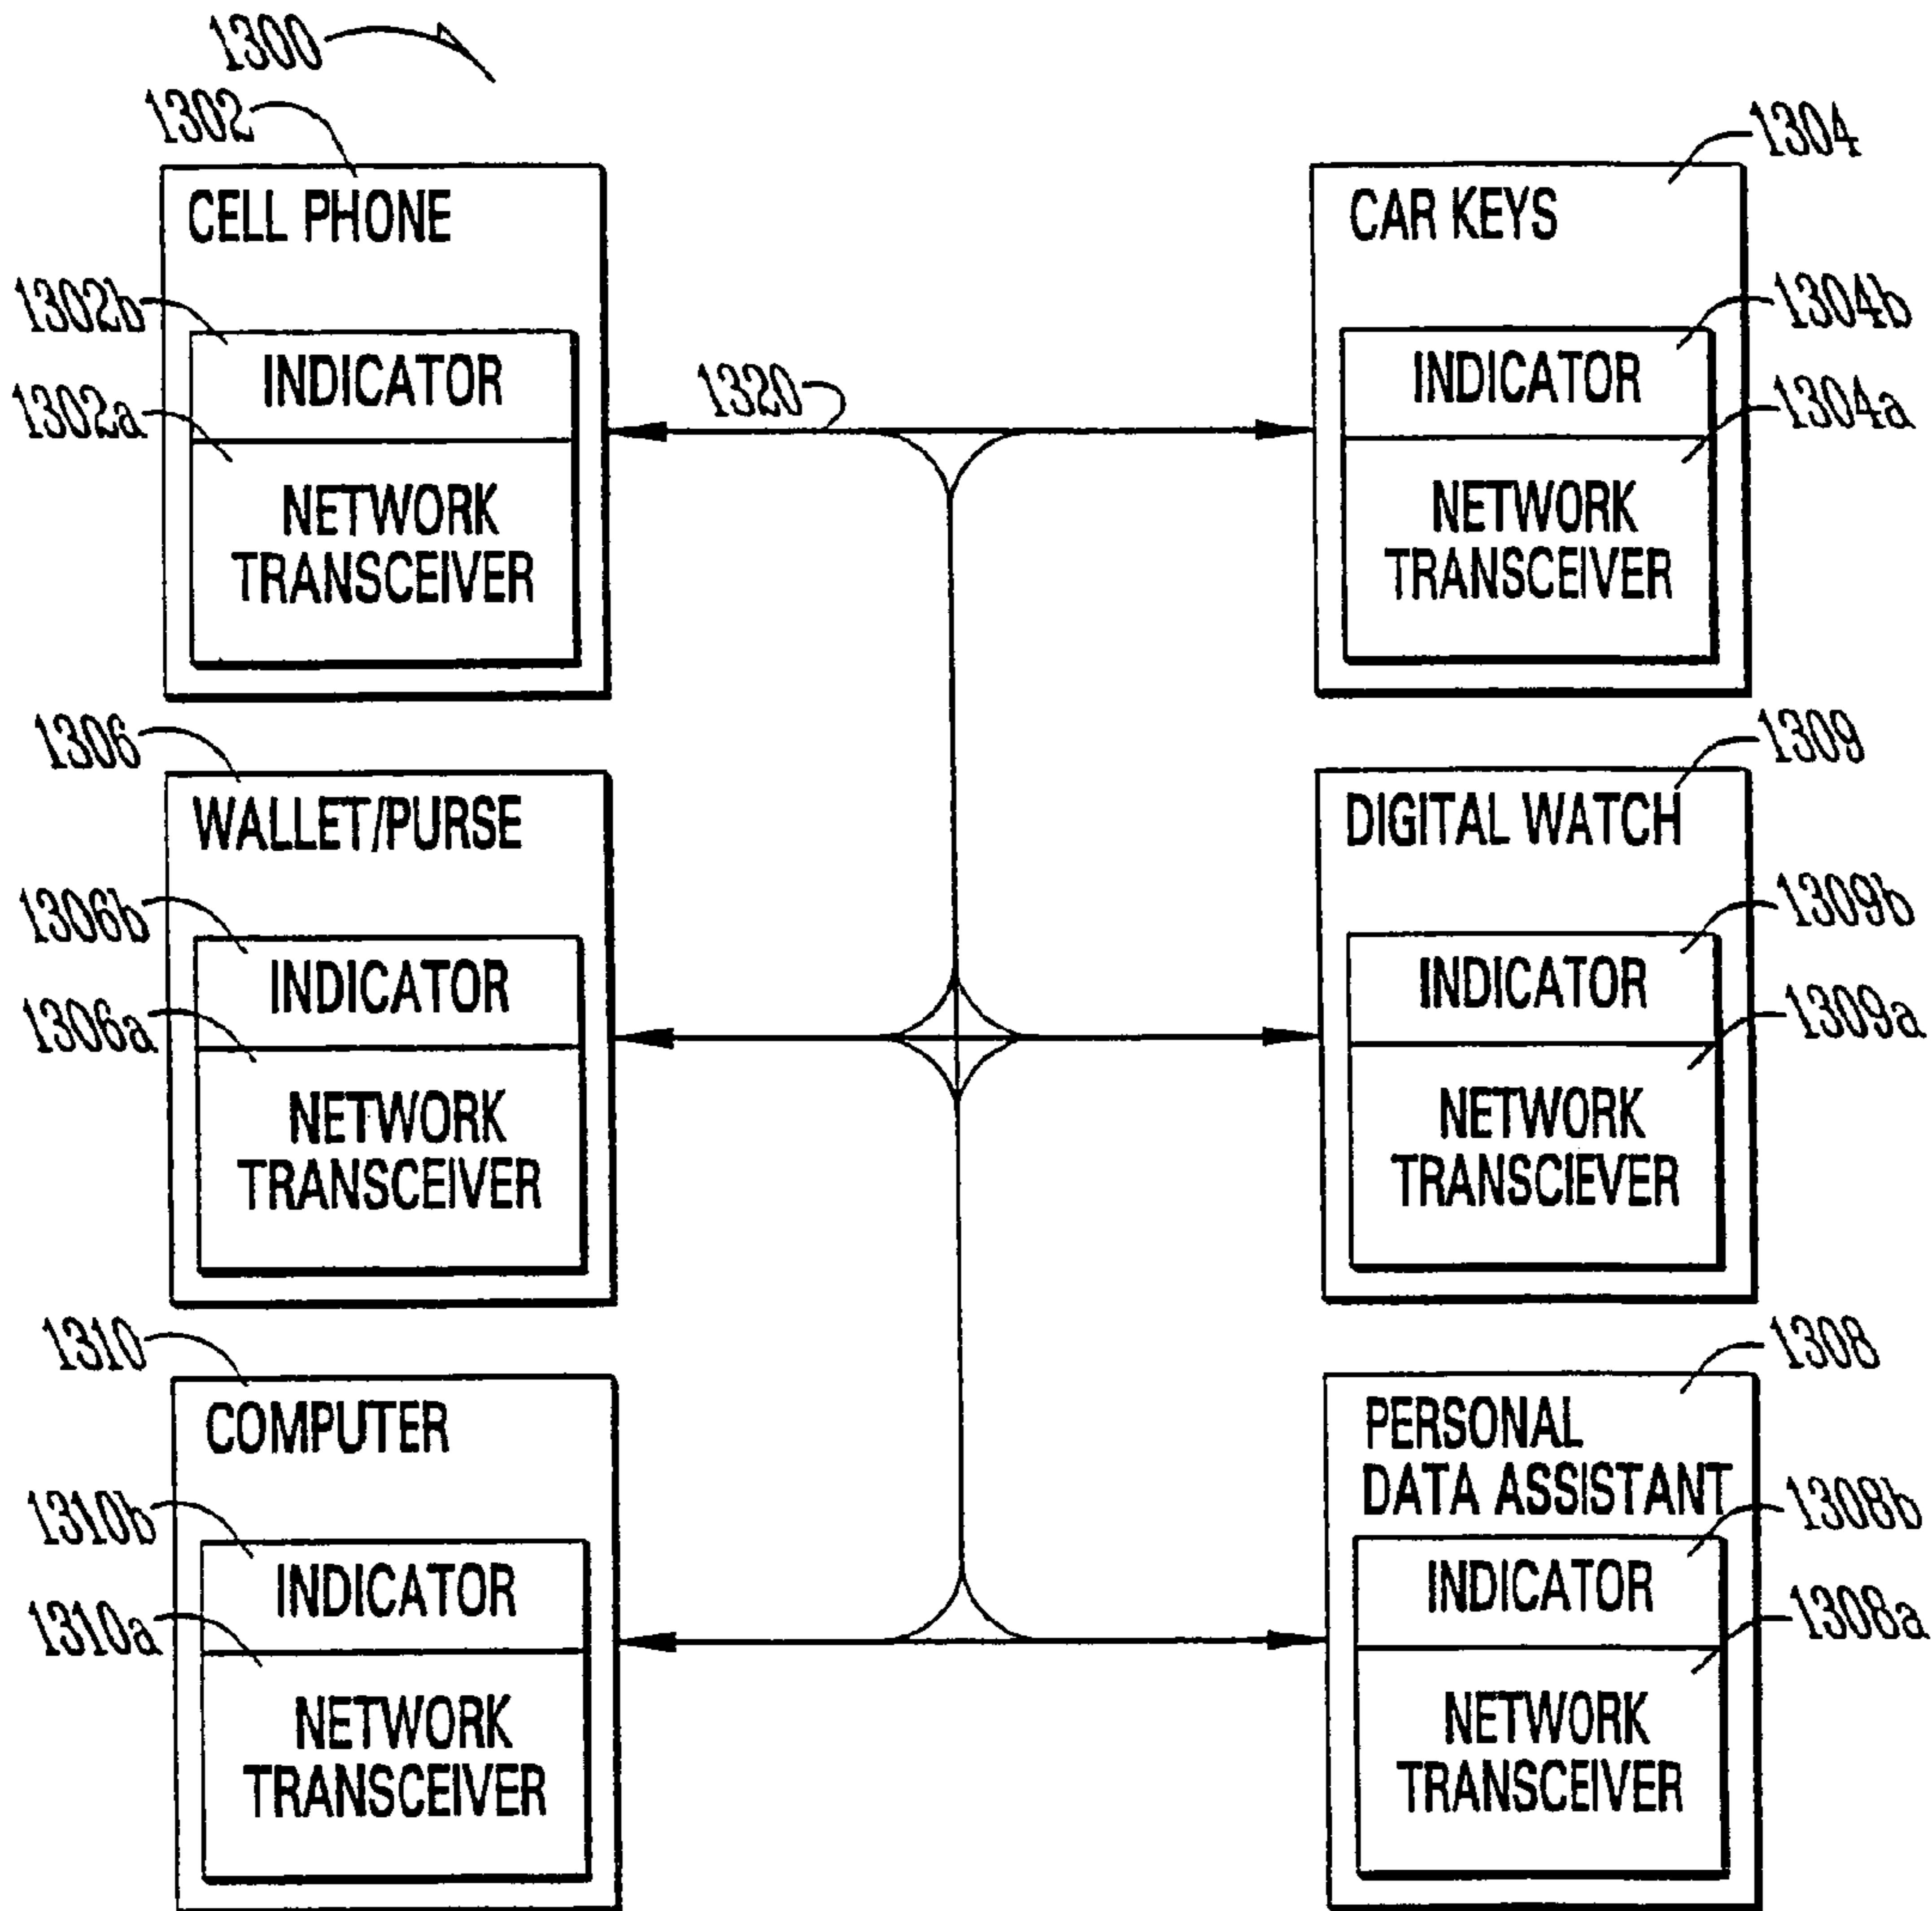 1300
1302
CELL PHONE
1302b
INDICATOR
1302a
NETWORK
TRANSCEIVER
1320
1304
CAR KEYS
1304b
INDICATOR
1304a
NETWORK
TRANSCEIVER
1306
WALLET/PURSE
1306b
INDICATOR
1306a
NETWORK
TRANSCEIVER
1309
DIGITAL WATCH
1309b
INDICATOR
1309a
NETWORK
TRANSCIEVER
1310
COMPUTER
1310b
INDICATOR
1310a
NETWORK
TRANSCEIVER
1308
PERSONAL
DATA ASSISTANT
1308b
INDICATOR
1308a
NETWORK
TRANSCEIVER